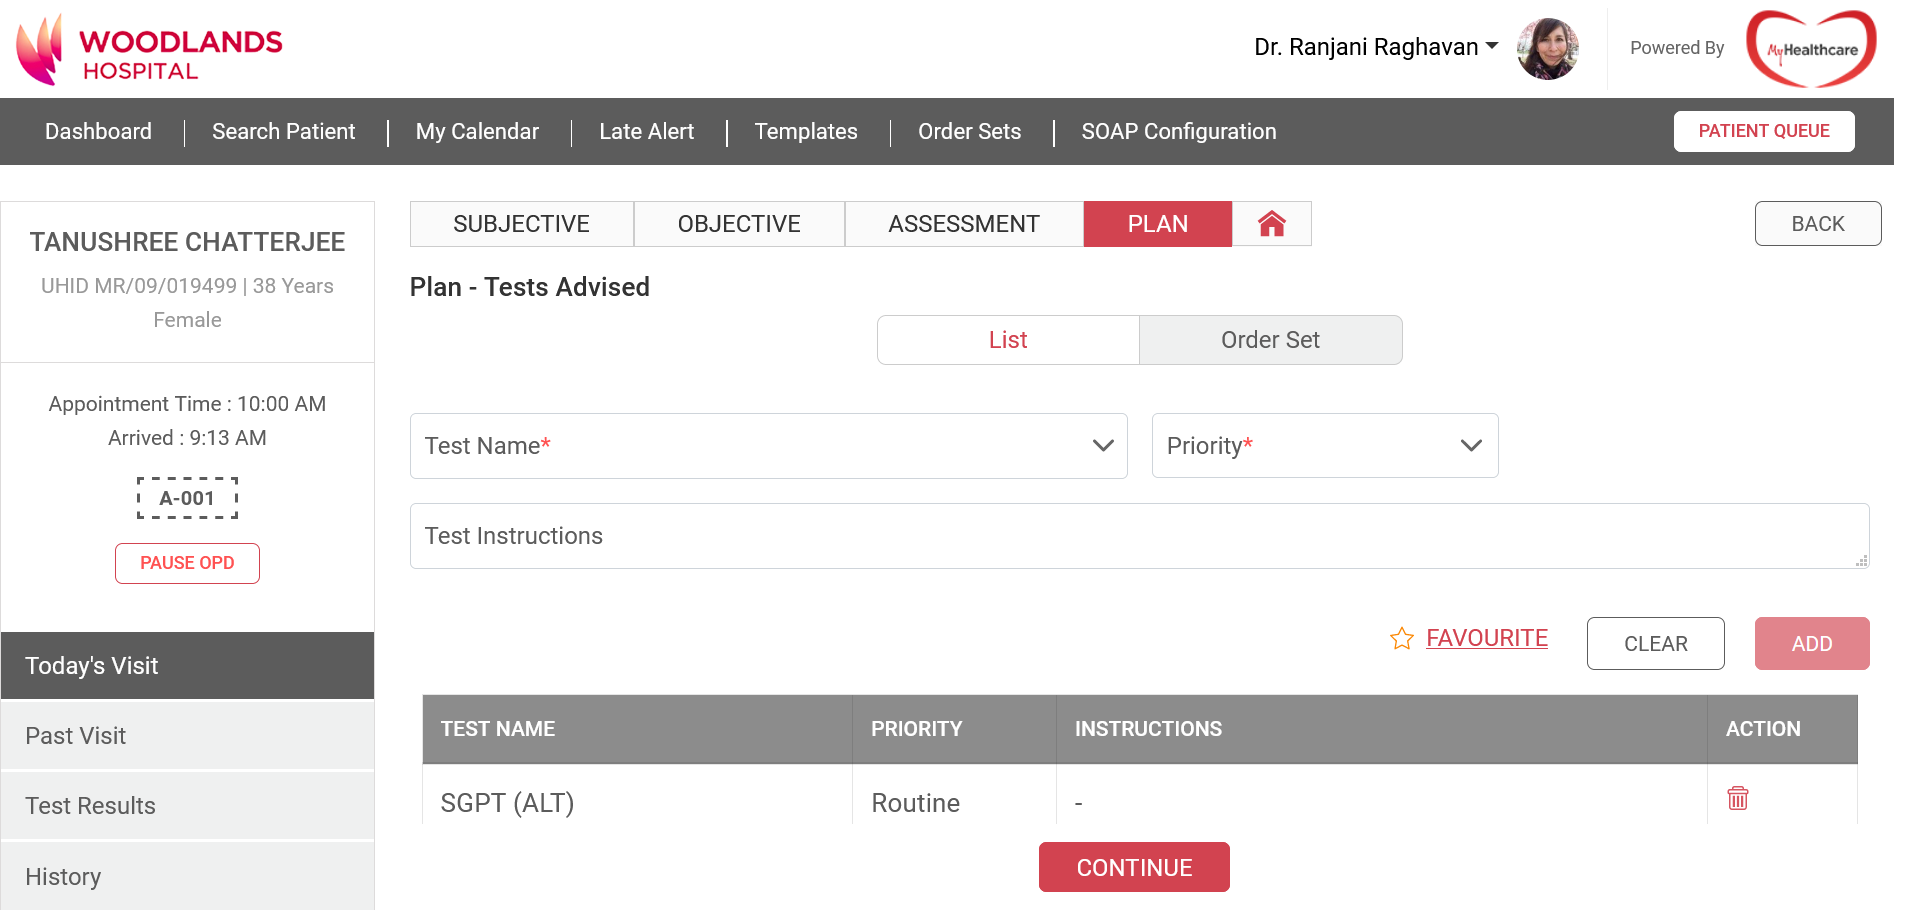 WOODLANDS
HOSPITAL
Dr. Ranjani Raghavan
Powered By
MyHealthcare
Dashboard
Search Patient
My Calendar
Late Alert
Templates
Order Sets
SOAP Configuration
PATIENT QUEUE
TANUSHREE CHATTERJEE
UHID MR/09/019499 | 38 Years
Female
Appointment Time : 10:00 AM
Arrived : 9:13 AM
A-001
PAUSE OPD
Today's Visit
Past Visit
Test Results
History
SUBJECTIVE
OBJECTIVE
ASSESSMENT
PLAN
BACK
Plan - Tests Advised
List
Order Set
Test Name*
Priority*
Test Instructions
FAVOURITE
CLEAR
ADD
TEST NAME PRIORITY INSTRUCTIONS ACTION
SGPT (ALT) Routine -
CONTINUE